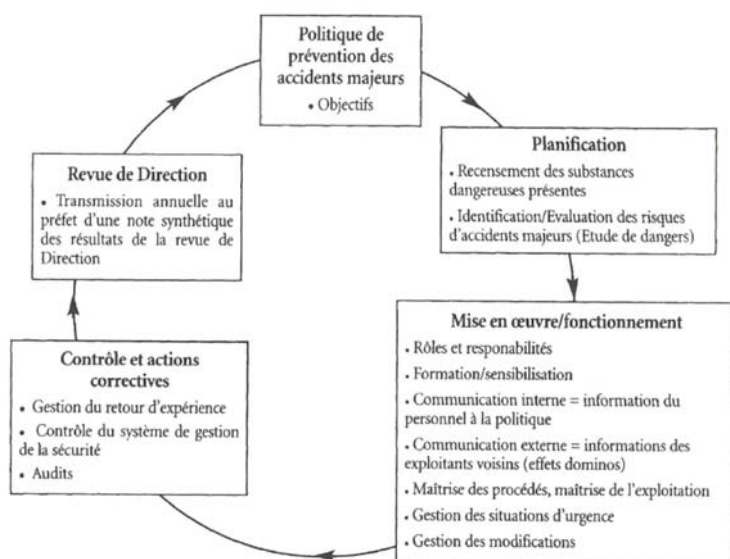 Politique de
prévention des
accidents majeurs
• Objectifs
Planification
• Recensement des substances
dangereuses présentes
• Identification/Evaluation des risques
d'accidents majeurs (Etude de dangers)
Mise en œuvre/fonctionnement
• Rôles et responabilités
• Formation/sensibilisation
• Communication interne = information du
personnel à la politique
• Communication externe = informations des
exploitants voisins (effets dominos)
• Maîtrise des procédés, maîtrise de l'exploitation
• Gestion des situations d'urgence
• Gestion des modifications
Contrôle et actions
correctives
• Gestion du retour d'expérience
• Contrôle du système de gestion
de la sécurité
• Audits
Revue de Direction
• Transmission annuelle au
préfet d'une note synthétique
des résultats de la revue de
Direction